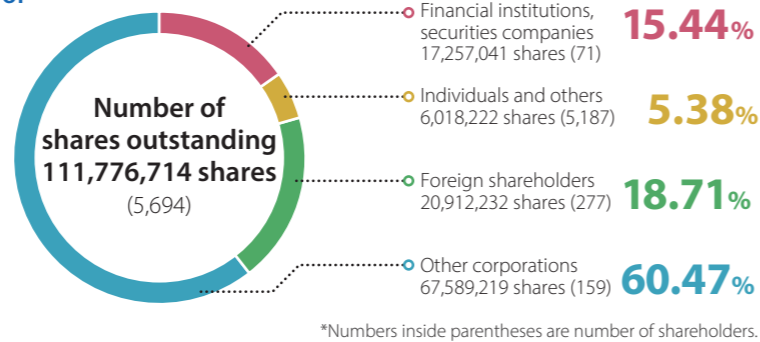 Number of
shares outstanding
111,776,714 shares
(5,694)
Financial institutions,
securities companies
17,257,041 shares (71)
15.44%
Individuals and others
6,018,222 shares (5,187)
5.38%
Foreign shareholders
20,912,232 shares (277)
18.71%
Other corporations
67,589,219 shares (159)
60.47%
*Numbers inside parentheses are number of shareholders.